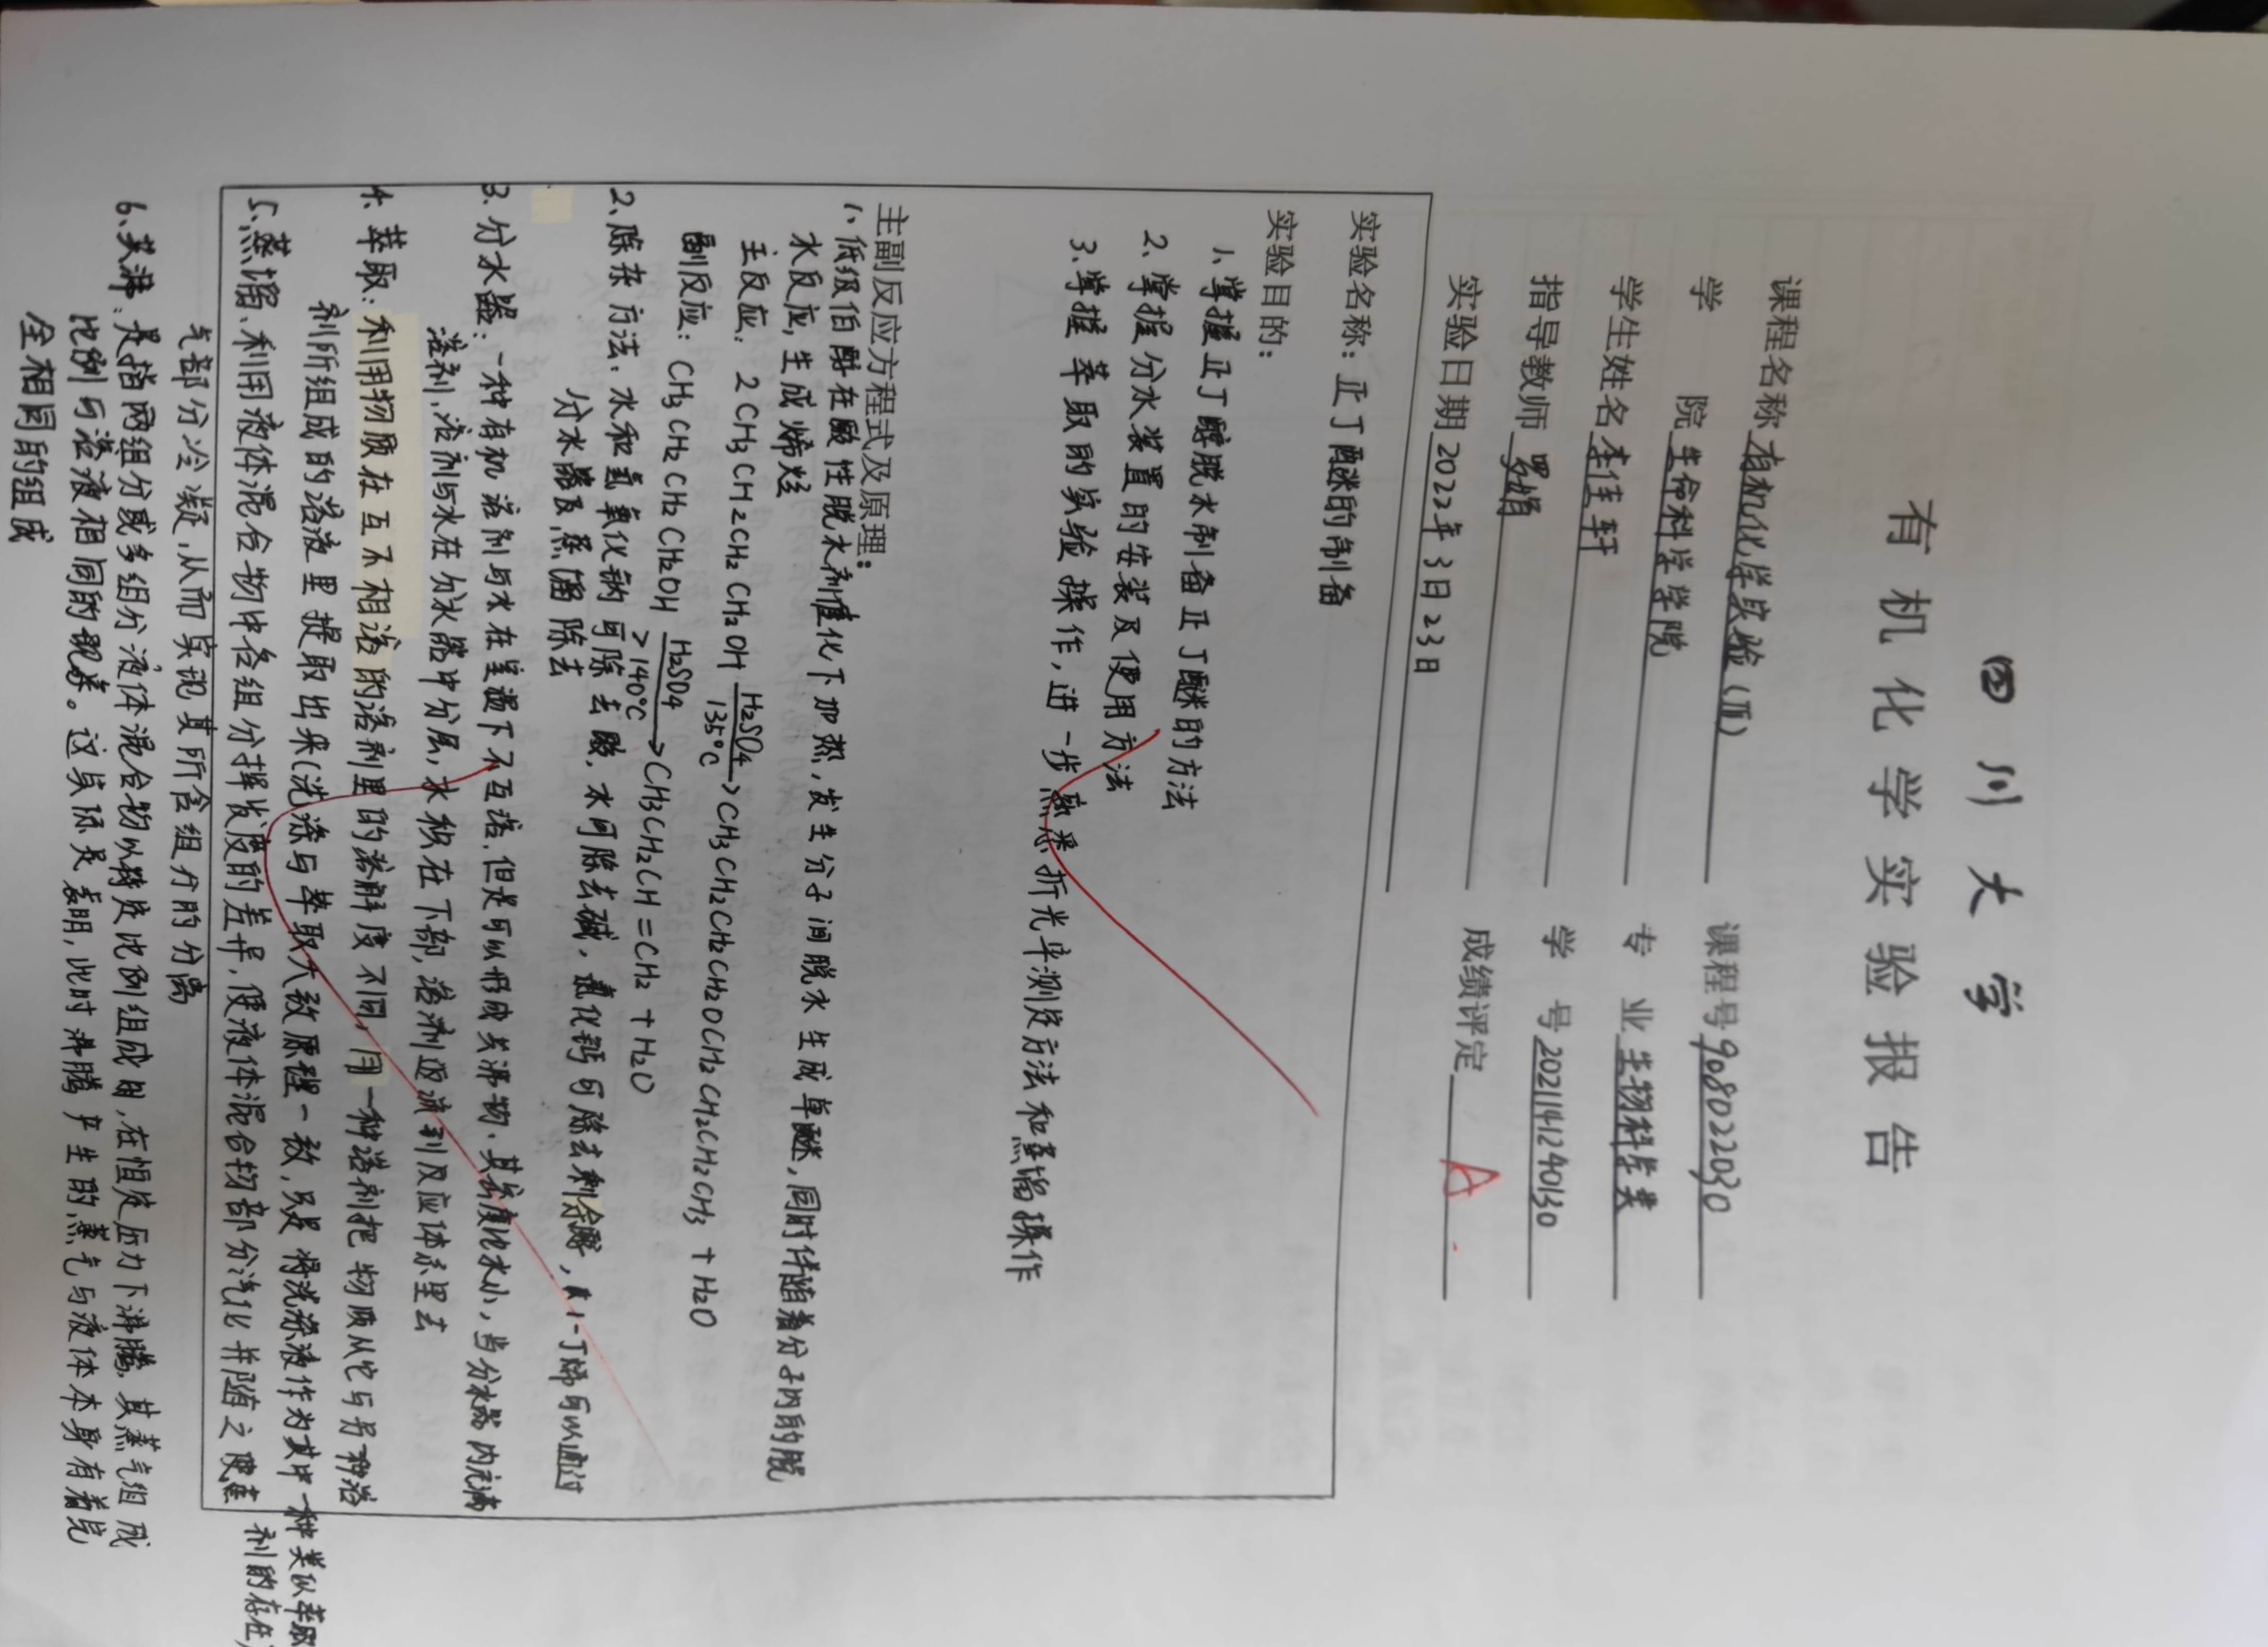 四川大学
有机化学实验报告
课程名称 有机化学实验(Ⅱ) 课程号 908022030
学院 生命科学学院 专业 生物科学类
学生姓名 李佳轩 学号 2021141240130
指导教师 罗娟 成绩评定 A
实验日期 2022年3日23日
实验名称：正丁醚的制备
实验目的：
1、掌握正丁醇脱水制备正丁醚的方法
2、掌握分水装置的安装及使用方法
3、掌握萃取的实验操作，进一步熟悉折光率测定方法和蒸馏操作
主副反应方程式及原理：
1、低级伯醇在酸性脱水剂催化下加热，发生分子间脱水生成单醚，同时伴随着分子内的脱
水反应，生成烯烃
主反应：2CH3CH2CH2CH2OH H2SO4 135℃ → CH3CH2CH2CH2OCH2CH2CH2CH3 + H2O
副反应：CH3CH2CH2CH2OH H2SO4 >140℃ → CH3CH2CH=CH2 + H2O
2、除杂方法：水和氢氧化钠可除去酸，水可除去碱，氯化钙可除去剩余醇，1-丁烯可以通过
分水器及蒸馏除去
3、分水器：一种有机溶剂与水在室温下不互溶，但是可以形成共沸物，其密度比水小，当分水器内充满
溶剂，溶剂与水在分水器中分层，水积在下部，溶剂回流到反应体系里去
4、萃取：利用物质在互不相溶的溶剂里的溶解度不同，用一种溶剂把物质从它与另种溶
剂所组成的溶液里提取出来(洗涤与萃取大致原理一致，只是将洗涤液作为其中一种类似萃取
剂的存在)
5、蒸馏、利用液体混合物中各组分挥发度的差异，使液体混合物部分汽化并随之使蒸
气部分冷凝，从而实现其所含组分的分离
6、共沸：是指两组分或多组分液体混合物以特定比例组成时，在恒定压力下沸腾，其蒸气组成
比例与溶液相同的现象。这实际是表明，此时沸腾产生的蒸气与液体本身有着完
全相同的组成